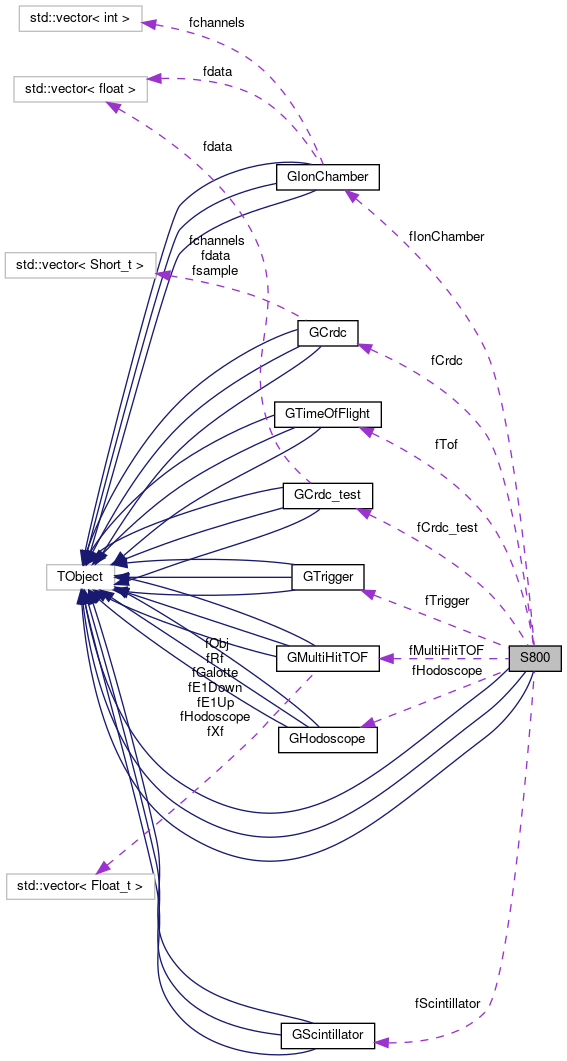 std::vector< int >
fchannels
fdata
std::vector< float >
fdata
GIonChamber
fchannels
fdata
fsample
fIonChamber
std::vector< Short_t >
GCrdc
fCrdc
GTimeOfFlight
fTof
GCrdc_test
fCrdc_test
TObject
GTrigger
fTrigger
fObj
fRf
fGalotte
fE1Down
fE1Up
fHodoscope
fXf
GMultiHitTOF
fMultiHitTOF
S800
fHodoscope
GHodoscope
std::vector< Float_t >
fScintillator
GScintillator